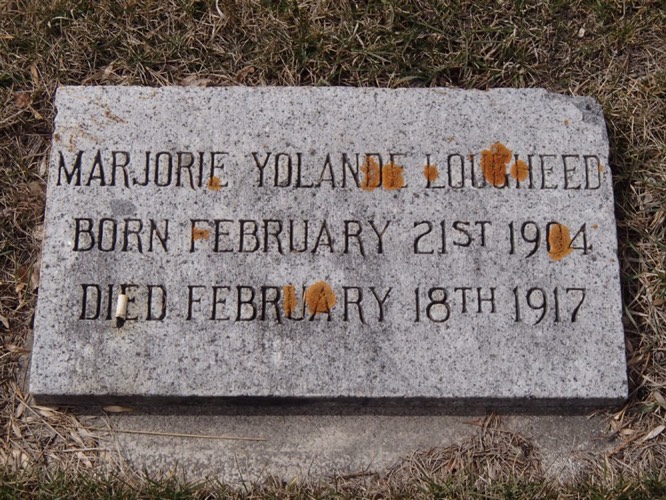 MARJORIE YOLANDE LOUGHEED
BORN FEBRUARY 21ST 1904
DIED FEBRUARY 18TH 1917